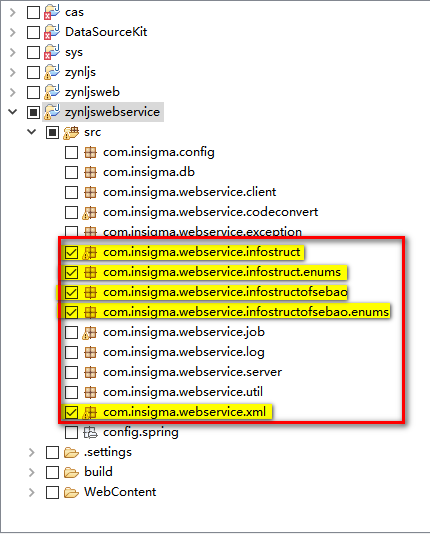 cas
DataSourceKit
sys
zynljs
zynljsweb
zynljswebservice
src
com.insigma.config
com.insigma.db
com.insigma.webservice.client
com.insigma.webservice.codeconvert
com.insigma.webservice.exception
com.insigma.webservice.infostruct
com.insigma.webservice.infostruct.enums
com.insigma.webservice.infostructofsebao
com.insigma.webservice.infostructofsebao.enums
com.insigma.webservice.job
com.insigma.webservice.log
com.insigma.webservice.server
com.insigma.webservice.util
com.insigma.webservice.xml
config.spring
.settings
build
WebContent